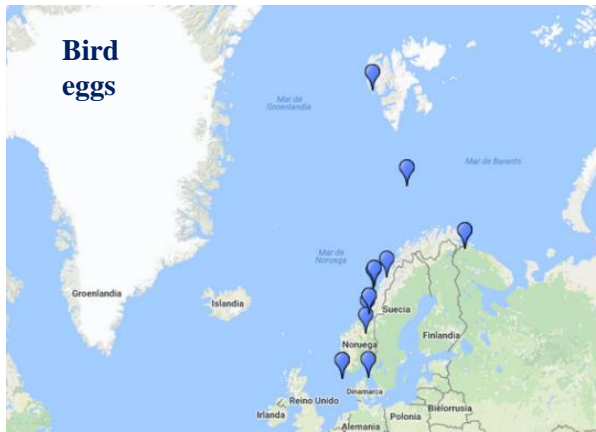 Bird
eggs
Mar de
Groenlandia
Mar de Barents
Mar de
Noruega
Groenlandia
Islandia
Suecia
Finlandia
Noruega
Dinamarca
Reino Unido
Irlanda
Polonia
Bielorrusia
Alemania